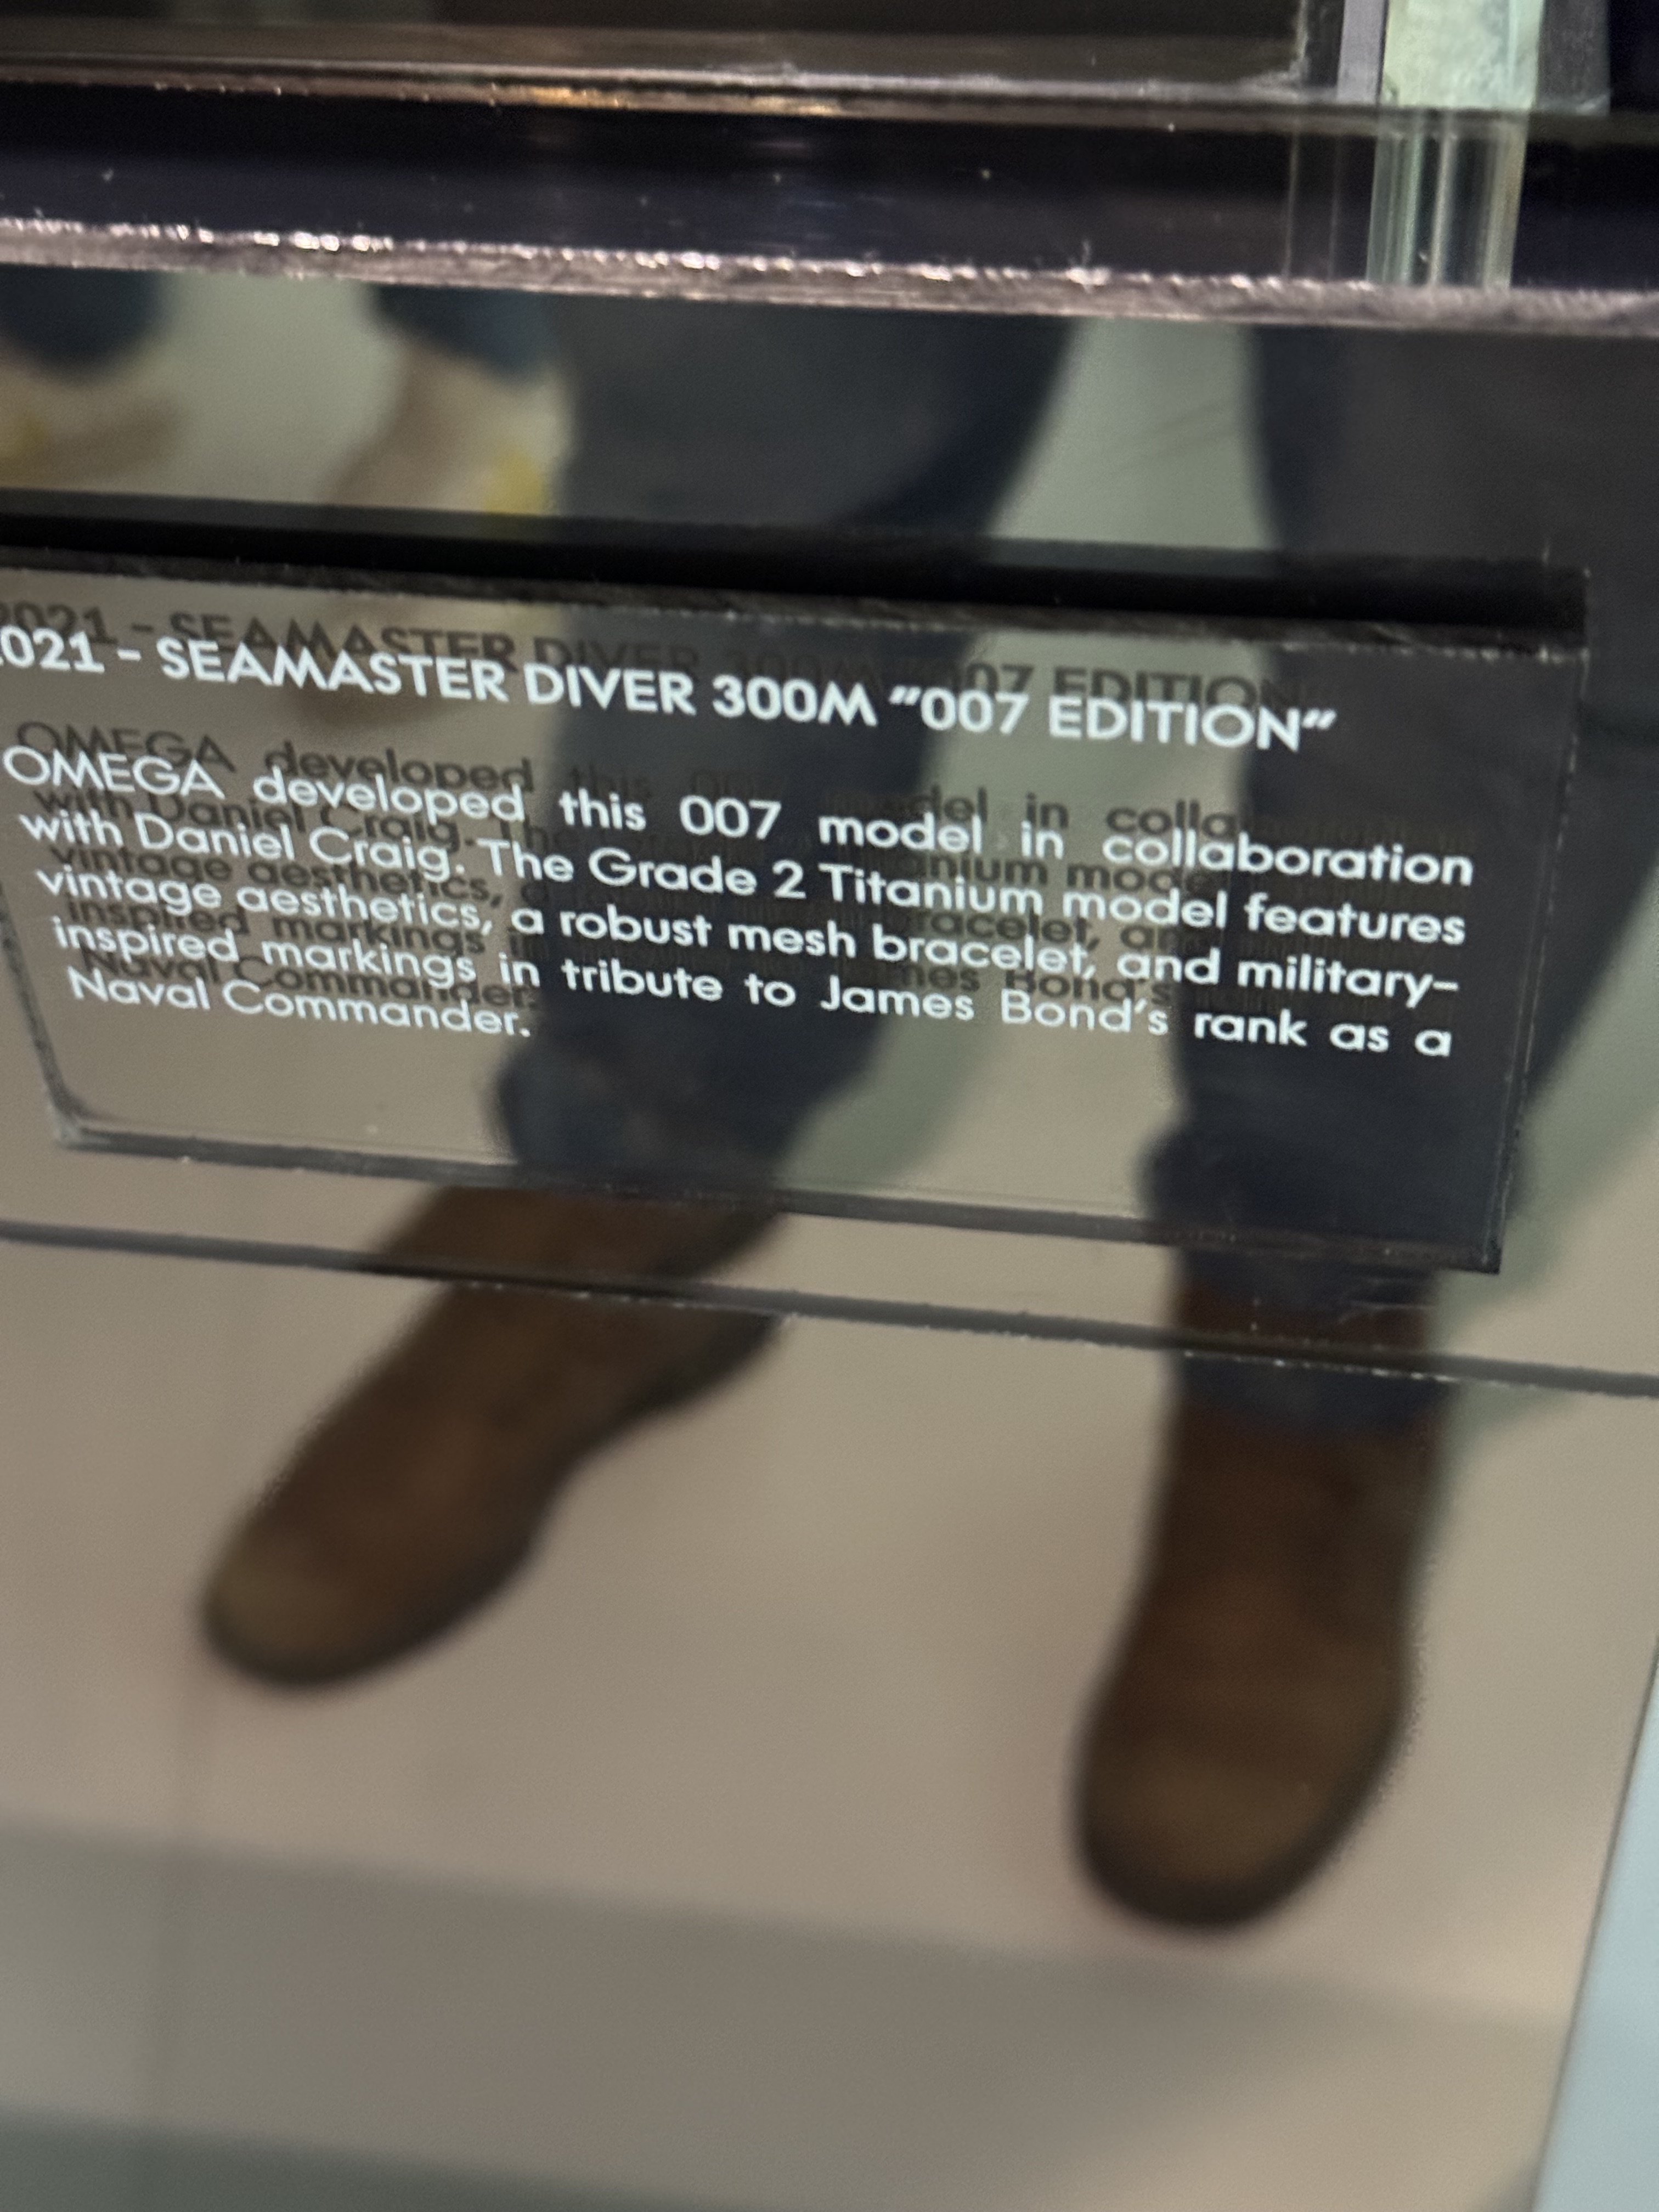 2021 - SEAMASTER DIVER 300M "007 EDITION"
OMEGA developed this 007 model in collaboration
with Daniel Craig. The Grade 2 Titanium model features
vintage aesthetics, a robust mesh bracelet, and military-
inspired markings in tribute to James Bond's rank as a
Naval Commander.